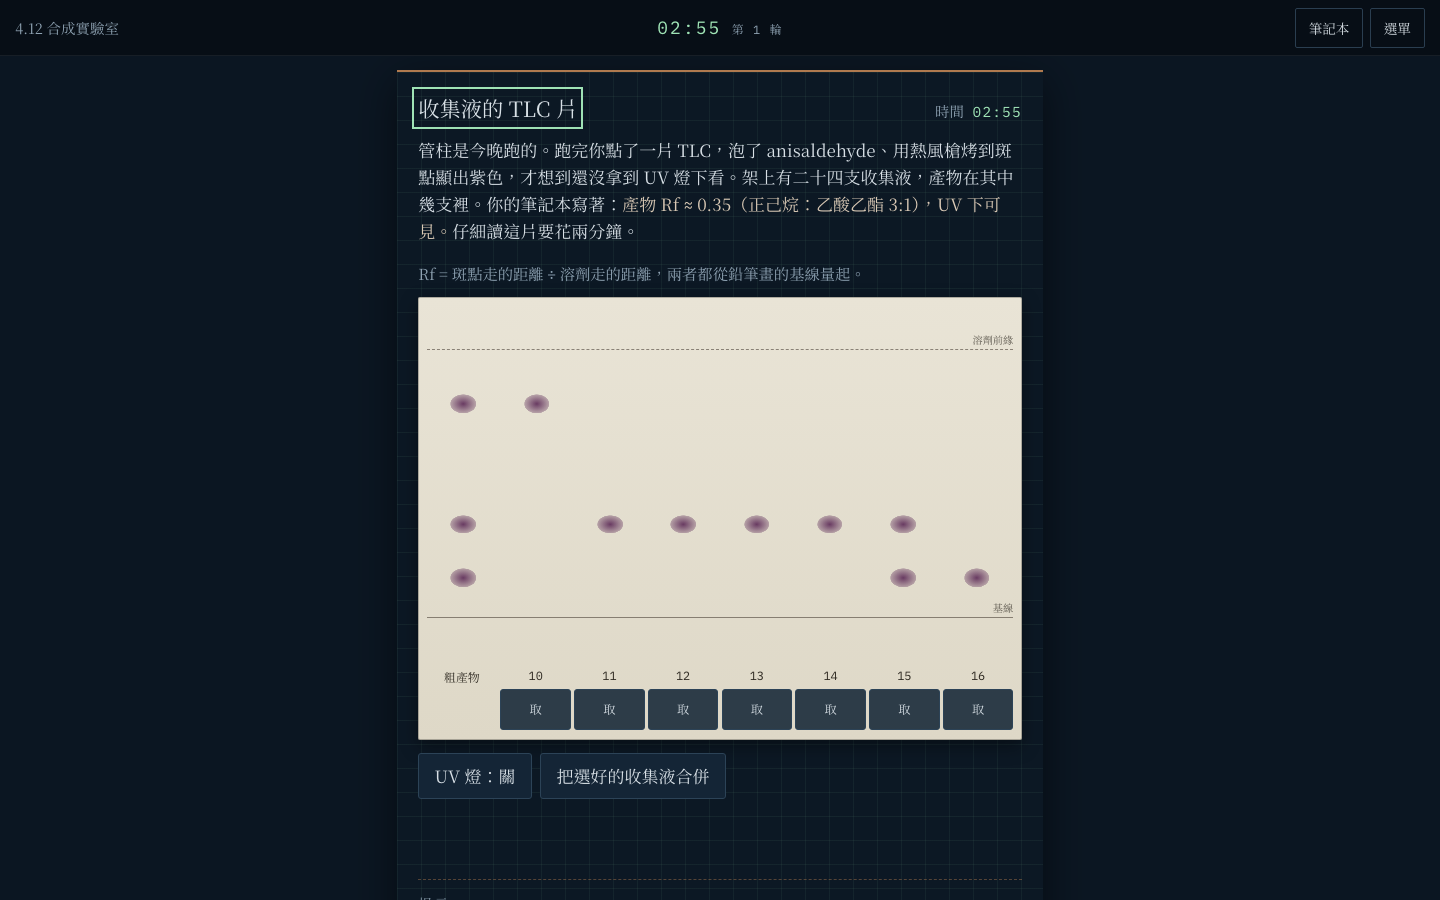 4.12 合成實驗室
02:55 第 1 輪
筆記本
選單
收集液的 TLC 片
時間 02:55
管柱是今晚跑的。跑完你點了一片 TLC，泡了 anisaldehyde、用熱風槍烤到斑
點顯出紫色，才想到還沒拿到 UV 燈下看。架上有二十四支收集液，產物在其中
幾支裡。你的筆記本寫著：產物 Rf ≈ 0.35（正己烷：乙酸乙酯 3:1），UV 下可
見。仔細讀這片要花兩分鐘。
Rf = 斑點走的距離 ÷ 溶劑走的距離，兩者都從鉛筆畫的基線量起。
溶劑前緣
基線
粗產物 10 11 12 13 14 15 16
取 取 取 取 取 取 取
UV 燈：關
把選好的收集液合併